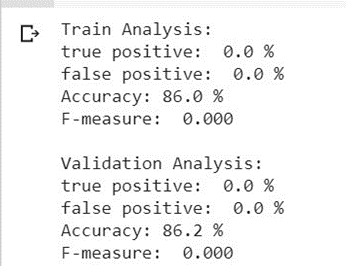 Train Analysis:
true positive:  0.0 %
false positive:  0.0 %
Accuracy: 86.0 %
F-measure:  0.000

Validation Analysis:
true positive:  0.0 %
false positive:  0.0 %
Accuracy: 86.2 %
F-measure:  0.000